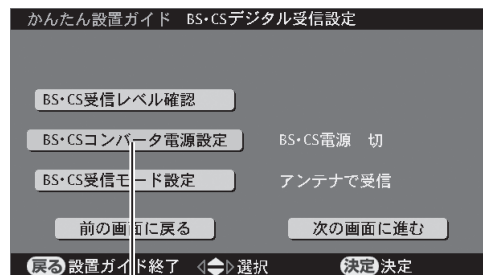 かんたん設置ガイド BS・CSデジタル受信設定
BS・CS受信レベル確認
BS・CSコンバータ電源設定 BS・CS電源 切
BS・CS受信モード設定 アンテナで受信
前の画面に戻る 次の画面に進む
戻る 設置ガイド終了 選択 決定 決定